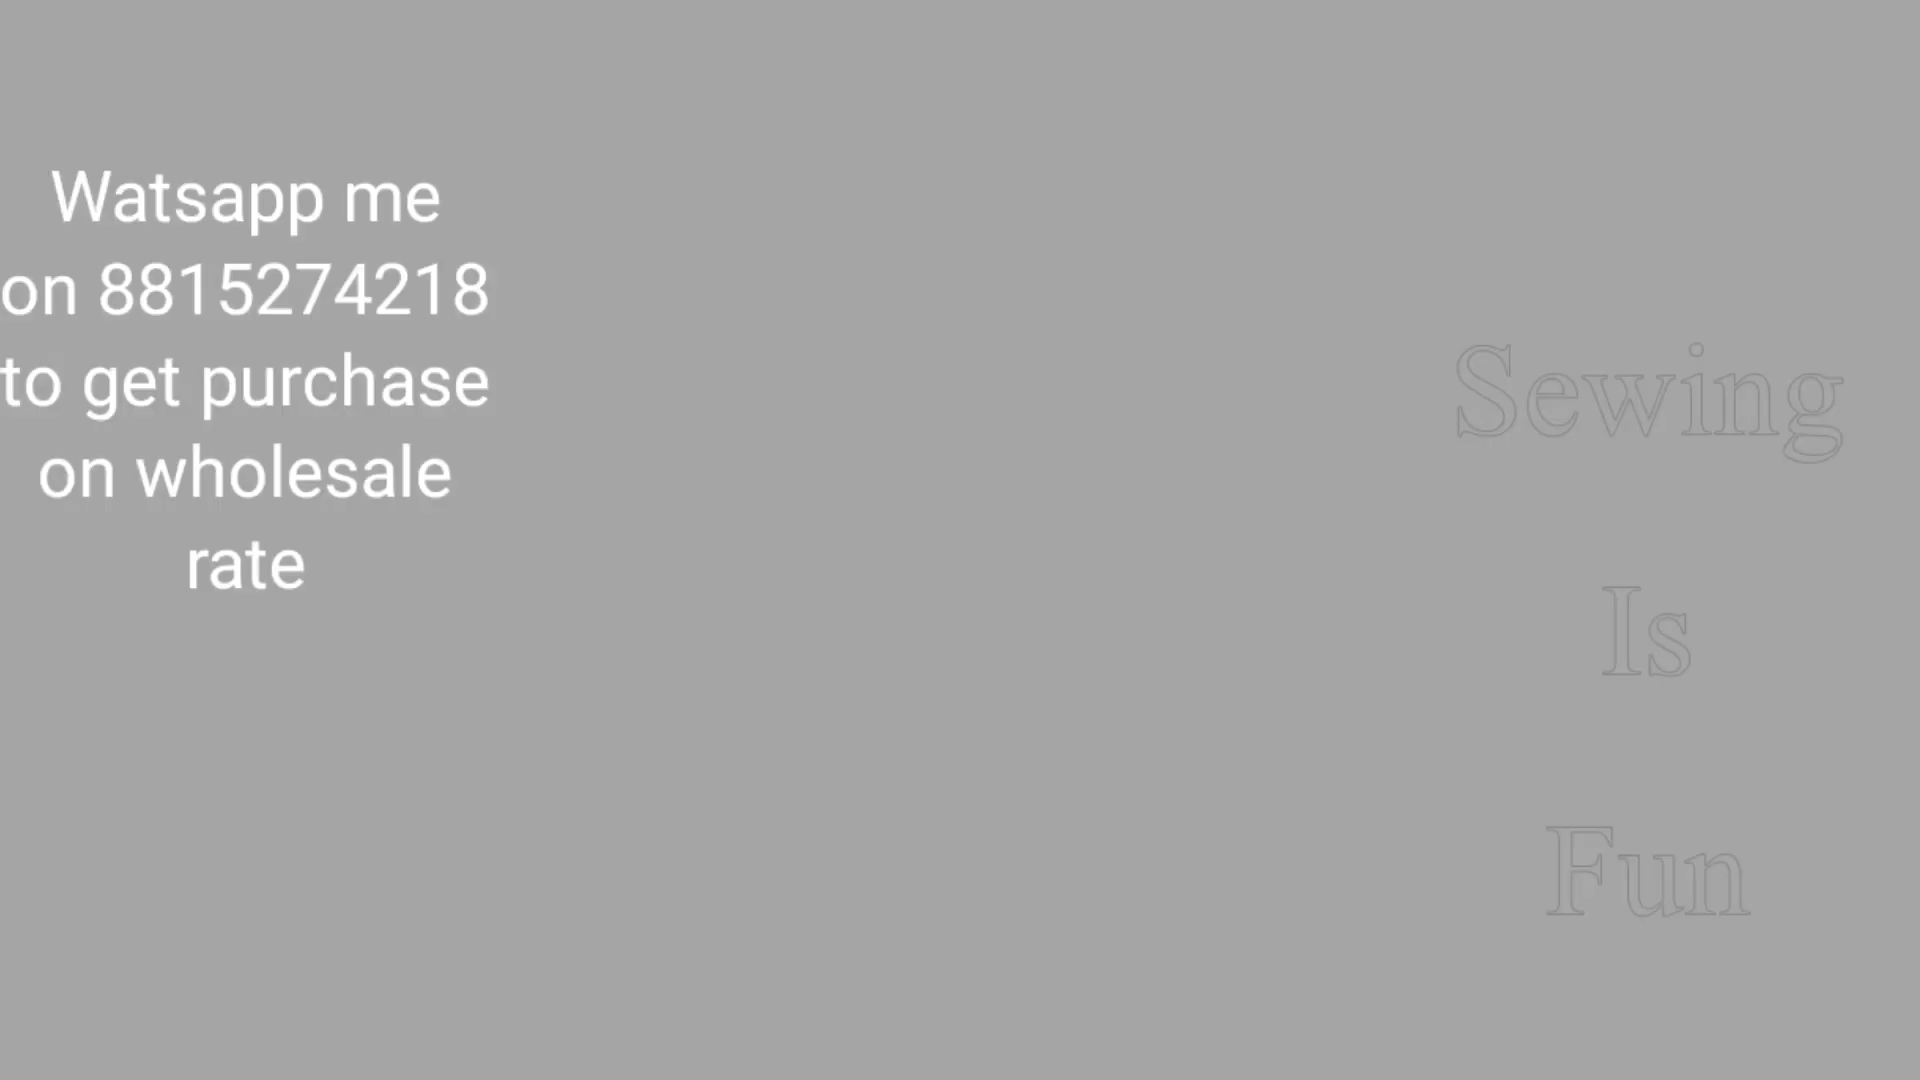 Watsapp me
on 8815274218
to get purchase
on wholesale
rate
Sewing
Is
Fun